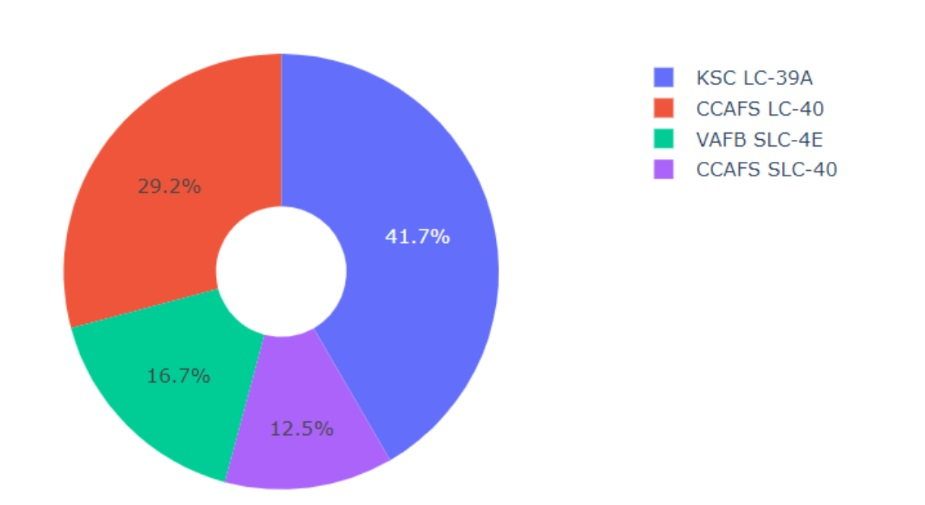 KSC LC-39A
CCAFS LC-40
VAFB SLC-4E
CCAFS SLC-40
29.2%
41.7%
16.7%
12.5%